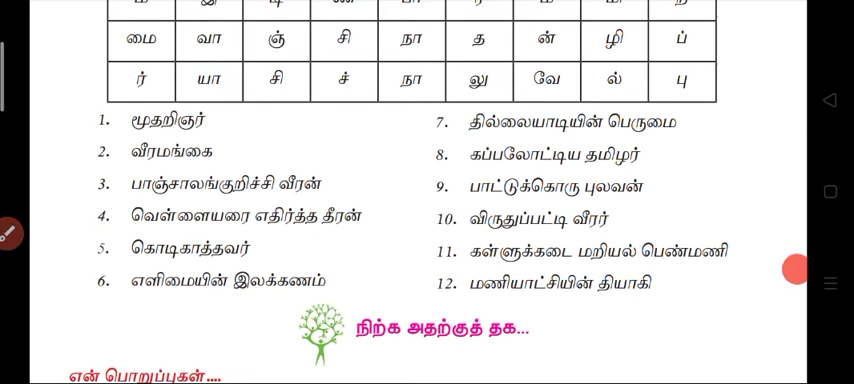 மை வா ஞ் சி நா த ன் ழி ப்
ர் யா சி ச் நா லு வே ல் பு
1. மூதறிஞர்
2. வீரமங்கை
3. பாஞ்சாலங்குறிச்சி வீரன்
4. வெள்ளையரை எதிர்த்த தீரன்
5. கொடிகாத்தவர்
6. எளிமையின் இலக்கணம்
7. தில்லையாடியின் பெருமை
8. கப்பலோட்டிய தமிழர்
9. பாட்டுக்கொரு புலவன்
10. விருதுப்பட்டி வீரர்
11. கள்ளுக்கடை மறியல் பெண்மணி
12. மணியாட்சியின் தியாகி
நிற்க அதற்குத் தக...
என் பொறுப்புகள்....